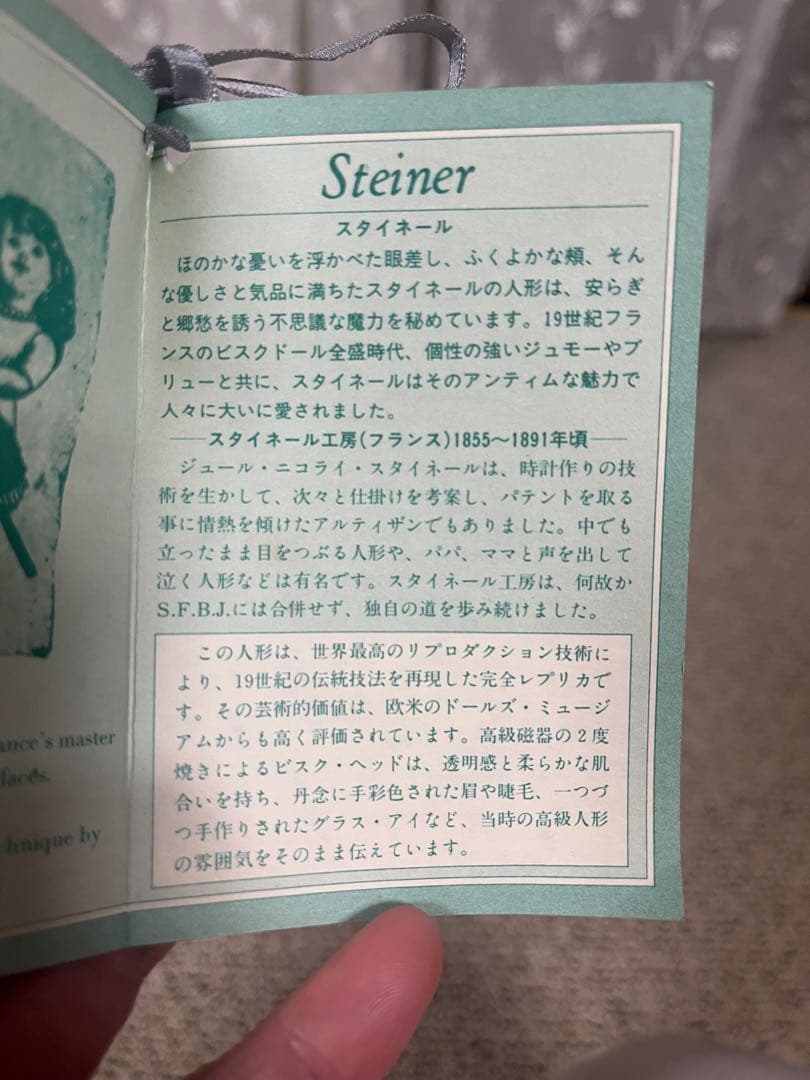 ance's master
faces.
chnique by
Steiner
スタイネール
ほのかな憂いを浮かべた眼差し、ふくよかな頬、そん
な優しさと気品に満ちたスタイネールの人形は、安らぎ
と郷愁を誘う不思議な魔力を秘めています。19世紀フラ
ンスのビスクドール全盛時代、個性の強いジュモーやブ
リューと共に、スタイネールはそのアンティムな魅力で
人々に大いに愛されました。
——スタイネール工房(フランス)1855〜1891年頃——
ジュール・ニコライ・スタイネールは、時計作りの技
術を生かして、次々と仕掛けを考案し、パテントを取る
事に情熱を傾けたアルティザンでもありました。中でも
立ったまま目をつぶる人形や、パパ、ママと声を出して
泣く人形などは有名です。スタイネール工房は、何故か
S.F.B.J.には合併せず、独自の道を歩み続けました。
この人形は、世界最高のリプロダクション技術に
より、19世紀の伝統技法を再現した完全レプリカで
す。その芸術的価値は、欧米のドールズ・ミュージ
アムからも高く評価されています。高級磁器の2度
焼きによるビスク・ヘッドは、透明感と柔らかな肌
合いを持ち、丹念に手彩色された眉や睫毛、一つづ
つ手作りされたグラス・アイなど、当時の高級人形
の雰囲気をそのまま伝えています。